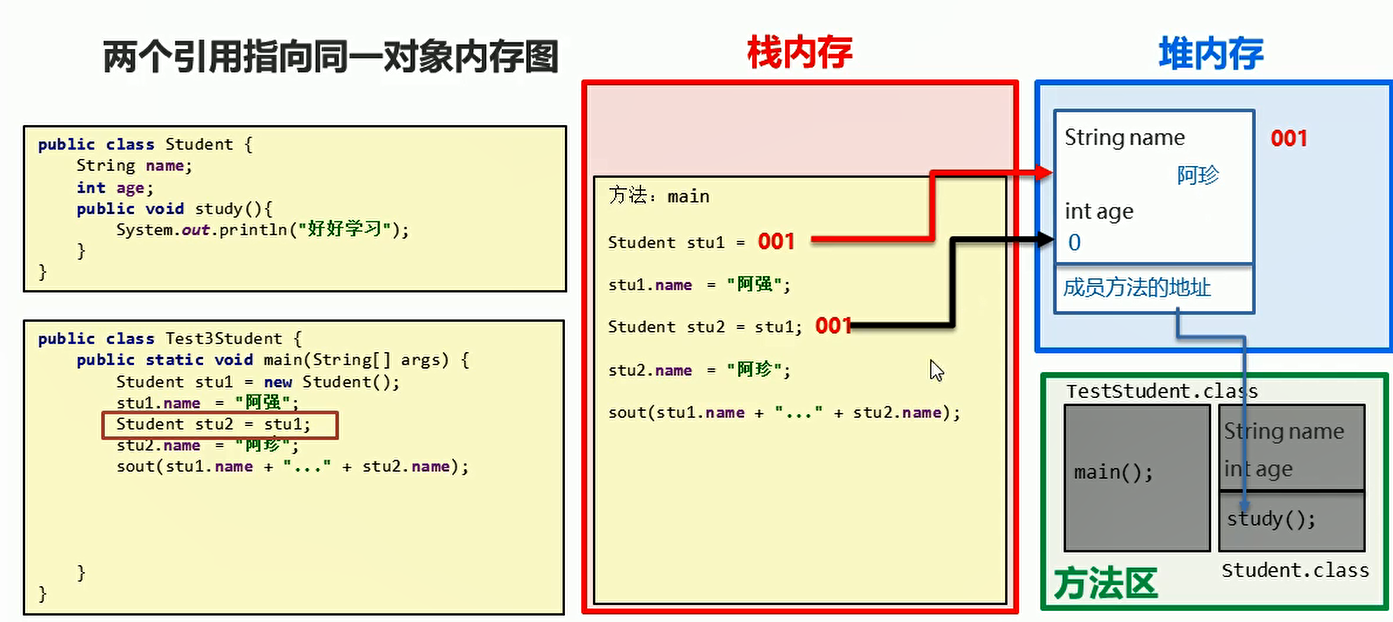 两个引用指向同一对象内存图
public class Student {
String name;
int age;
public void study(){
System.out.println("好好学习");
}
}
public class Test3Student {
public static void main(String[] args) {
Student stu1 = new Student();
stu1.name = "阿强";
Student stu2 = stu1;
stu2.name = "阿珍";
sout(stu1.name + "..." + stu2.name);
}
}
栈内存
方法：main
Student stu1 = 001
stu1.name = "阿强";
Student stu2 = stu1; 001
stu2.name = "阿珍";
sout(stu1.name + "..." + stu2.name);
堆内存
String name
001
阿珍
int age
0
成员方法的地址
TestStudent.class
main();
String name
int age
study();
Student.class
方法区